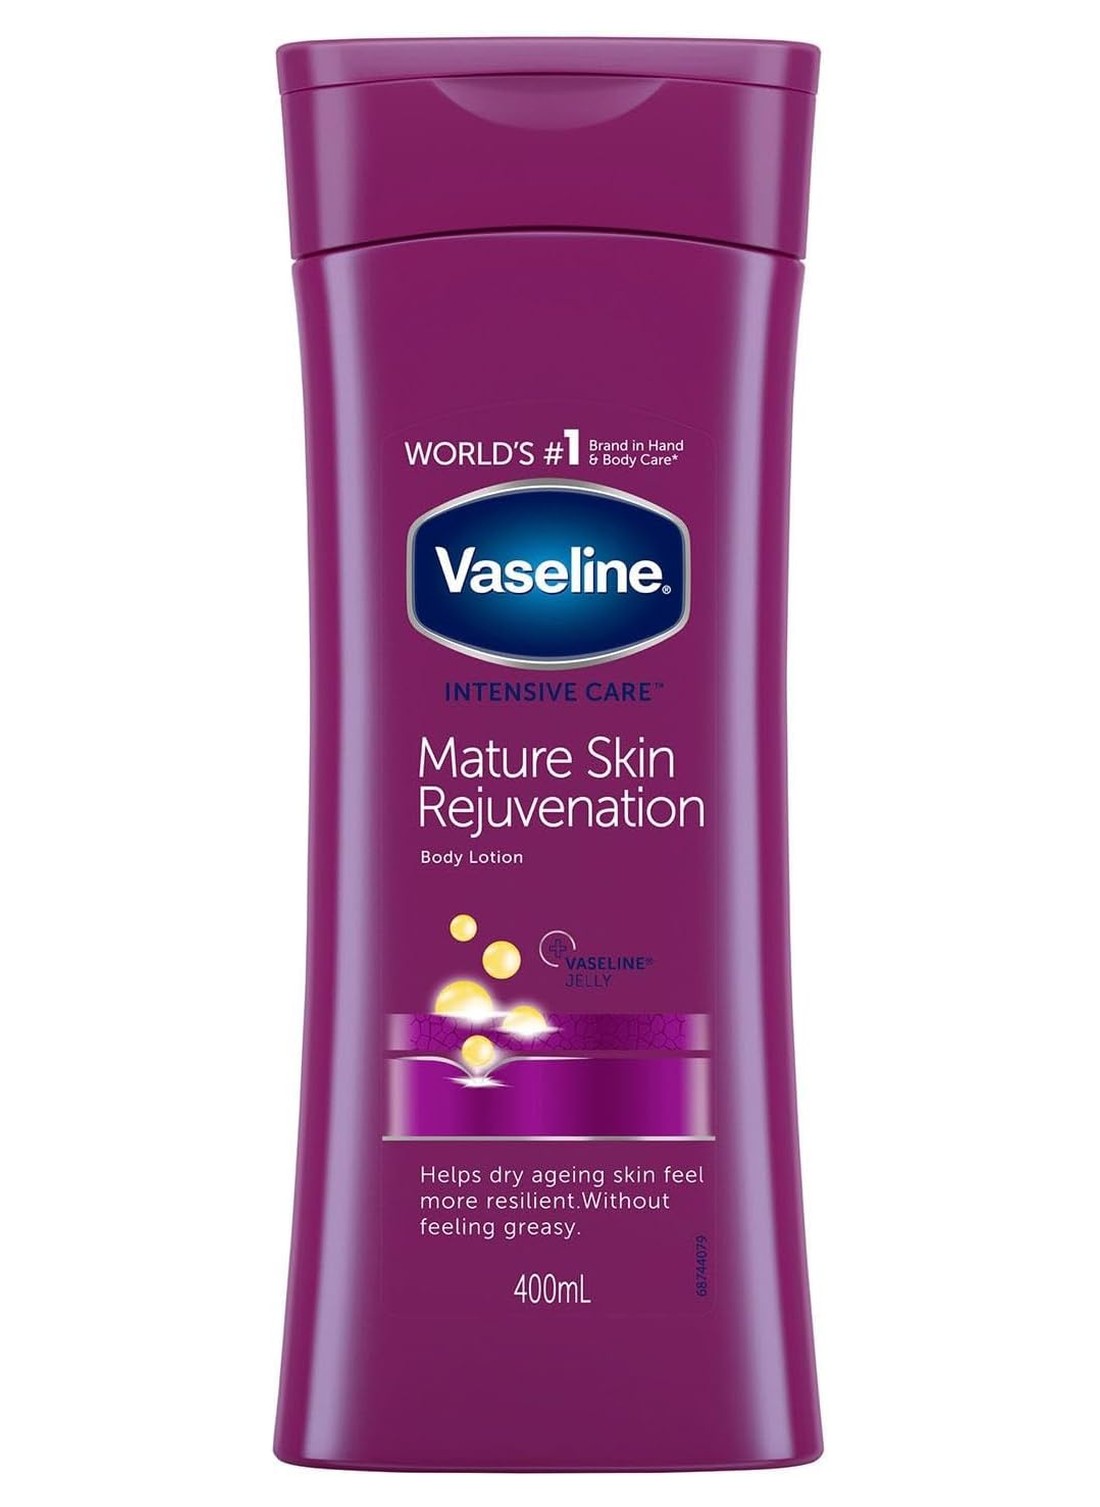 WORLD'S #1 Brand in Hand
& Body Care*
Vaseline®
INTENSIVE CARE™
Mature Skin
Rejuvenation
Body Lotion
VASELINE®
JELLY
Helps dry ageing skin feel
more resilient.Without
feeling greasy.
68744079
400mL